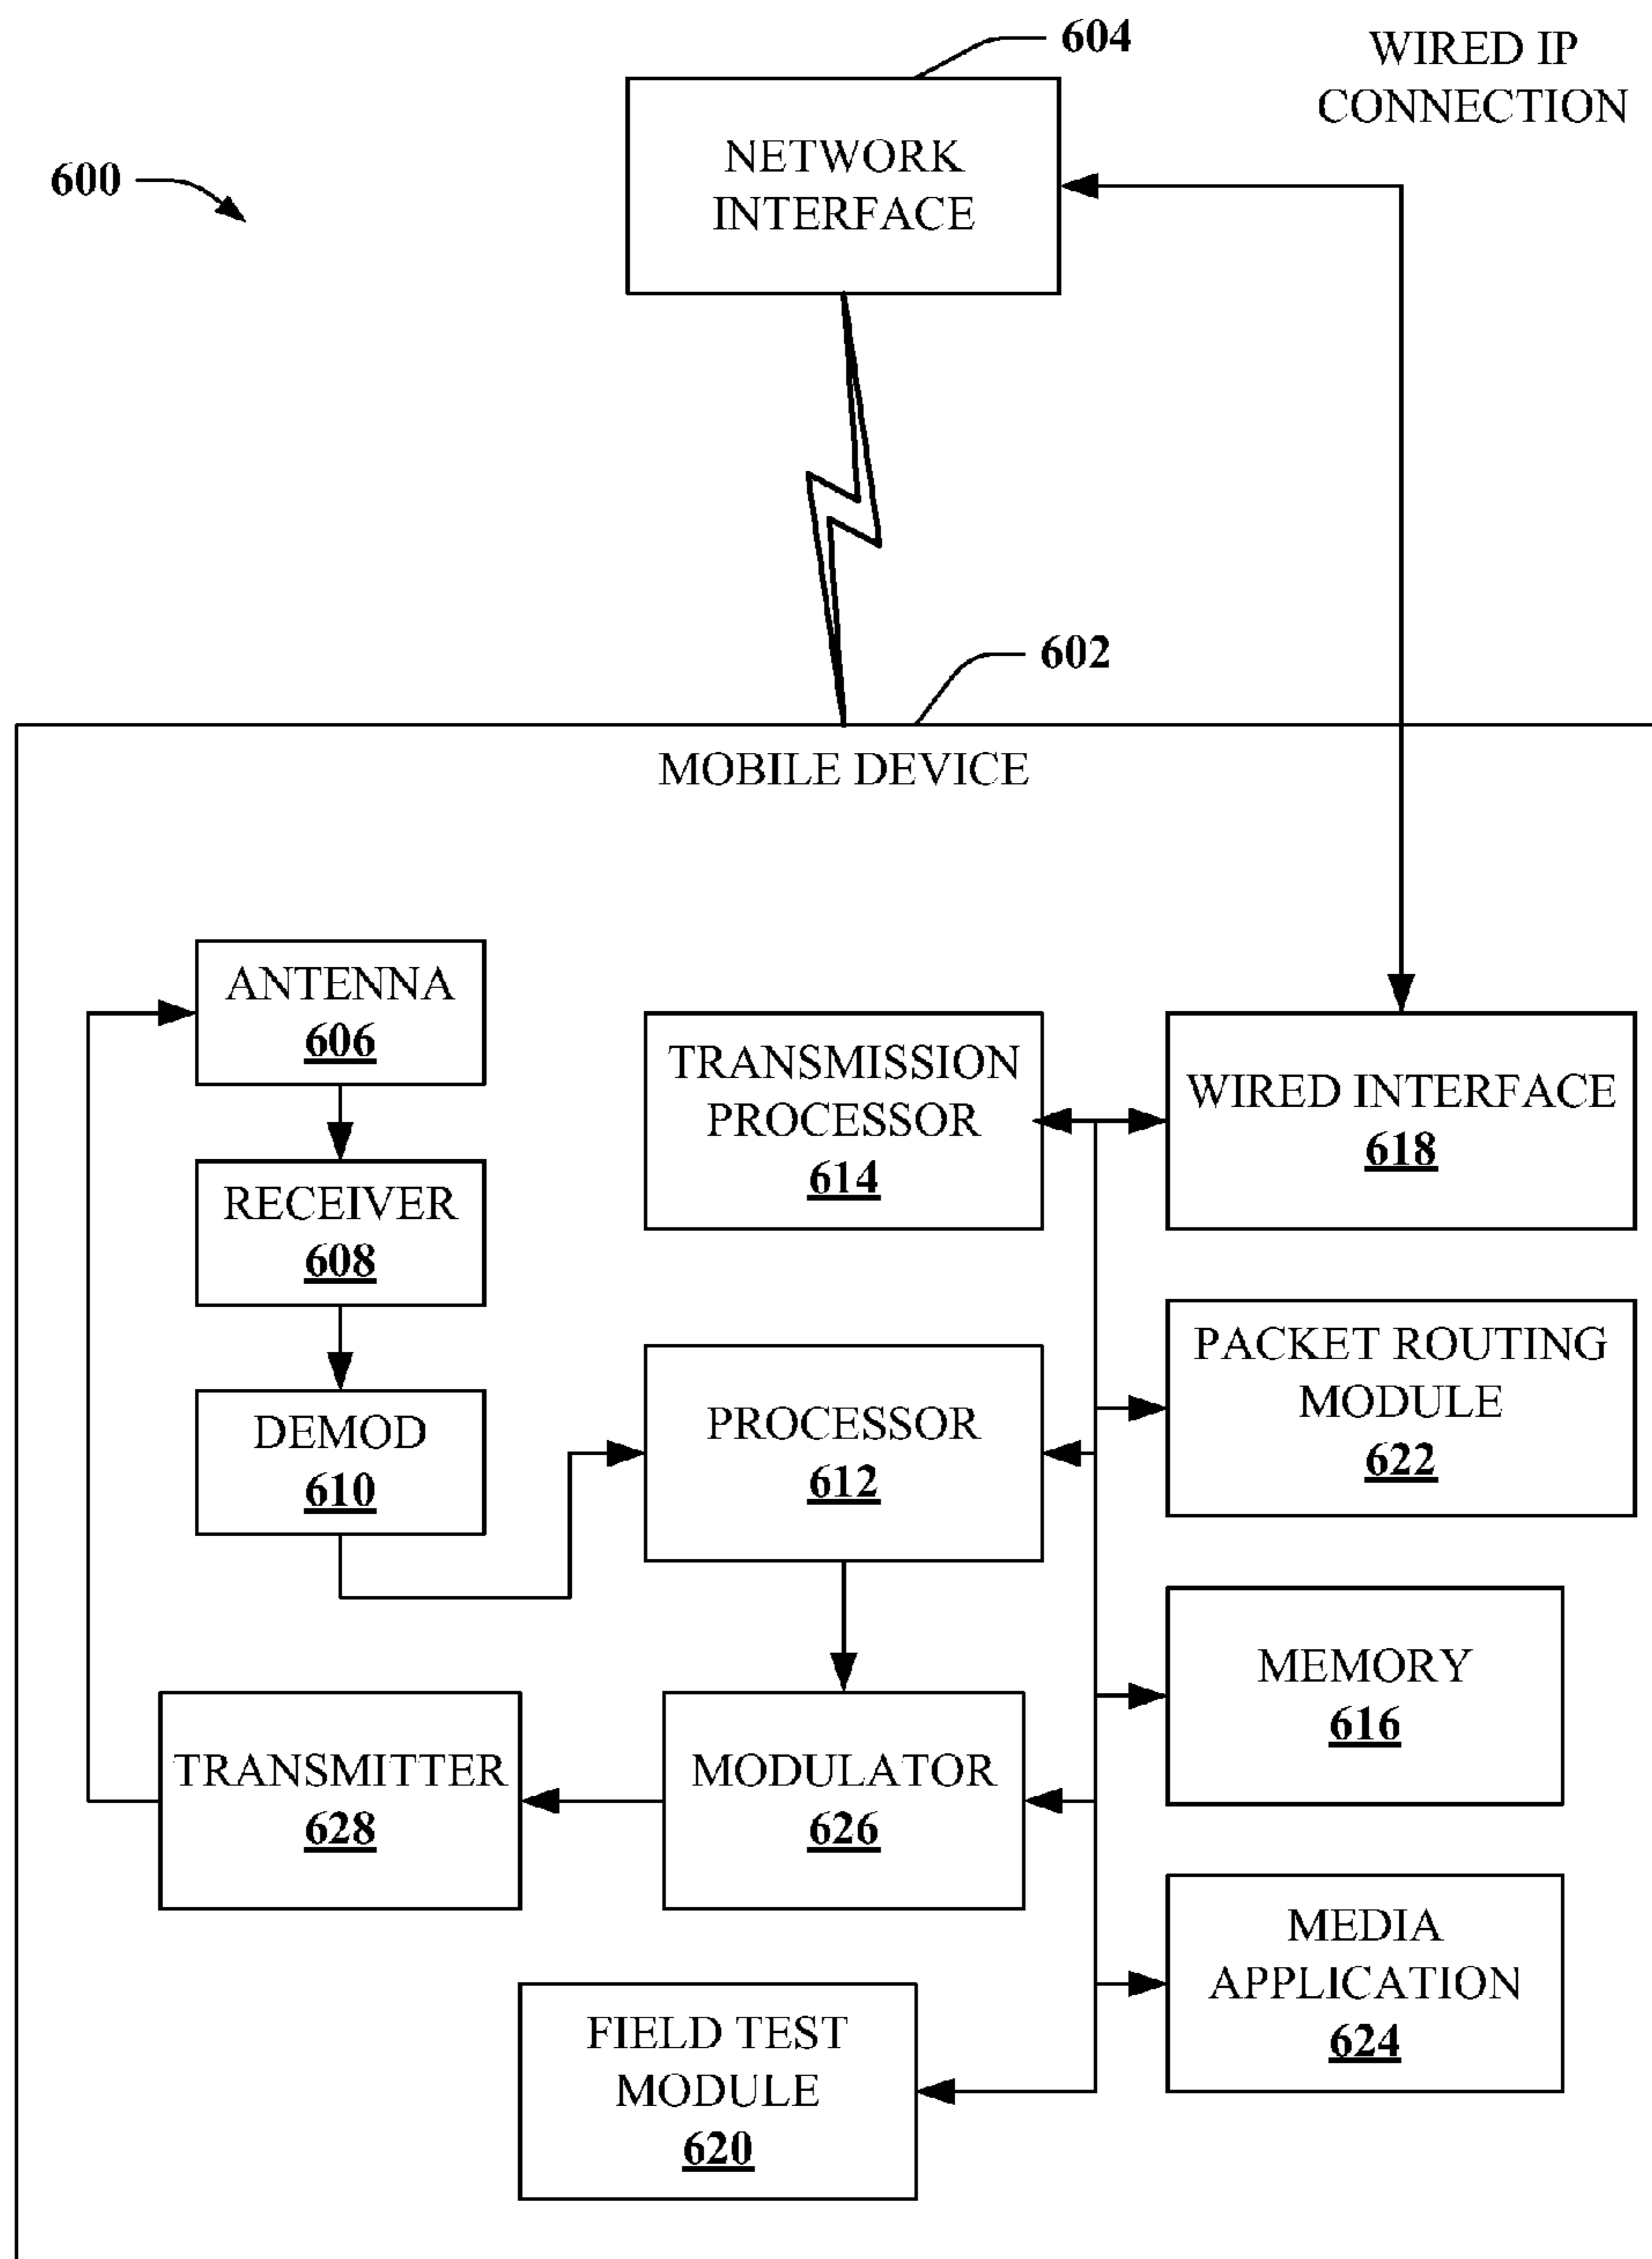 604
WIRED IP
CONNECTION
600
NETWORK
INTERFACE
602
MOBILE DEVICE
ANTENNA
606
TRANSMISSION
PROCESSOR
614
WIRED INTERFACE
618
RECEIVER
608
PACKET ROUTING
MODULE
622
DEMOD
610
PROCESSOR
612
MEMORY
616
TRANSMITTER
628
MODULATOR
626
MEDIA
APPLICATION
624
FIELD TEST
MODULE
620